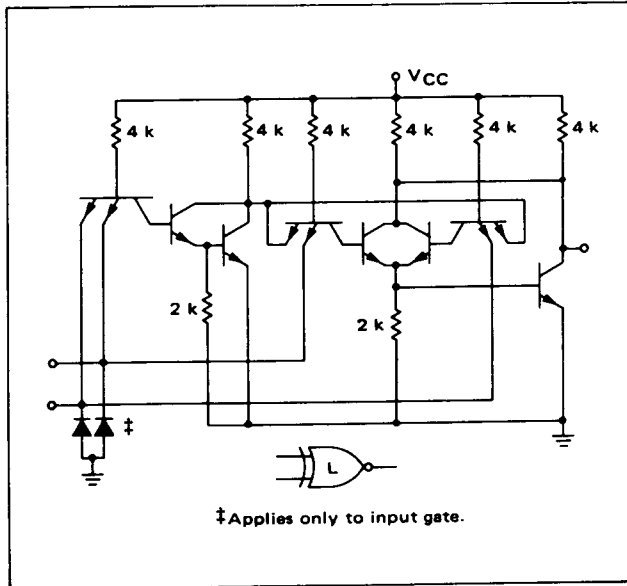 VCC
4 k 4 k 4 k 4 k 4 k 4 k
2 k 2 k
‡
L
‡Applies only to input gate.